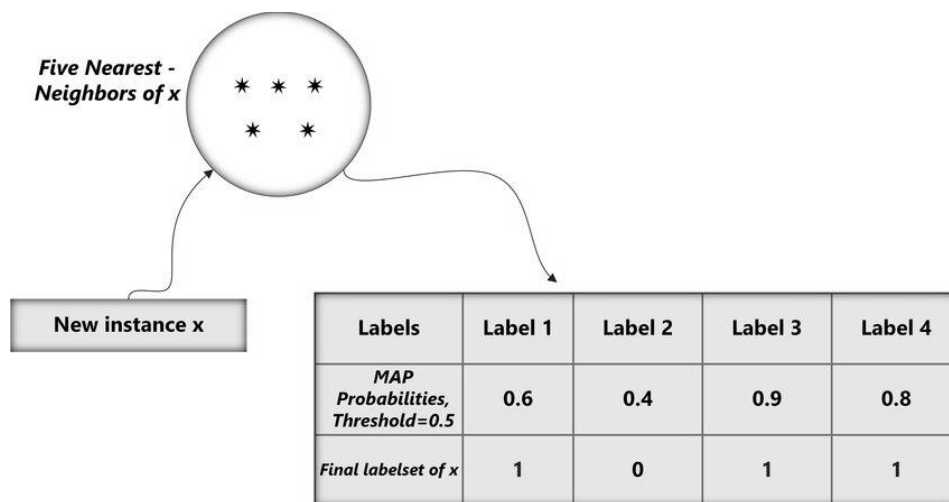 Five Nearest -
Neighbors of x
New instance x
Labels Label 1 Label 2 Label 3 Label 4
MAP
Probabilities,
Threshold=0.5 0.6 0.4 0.9 0.8
Final labelset of x 1 0 1 1